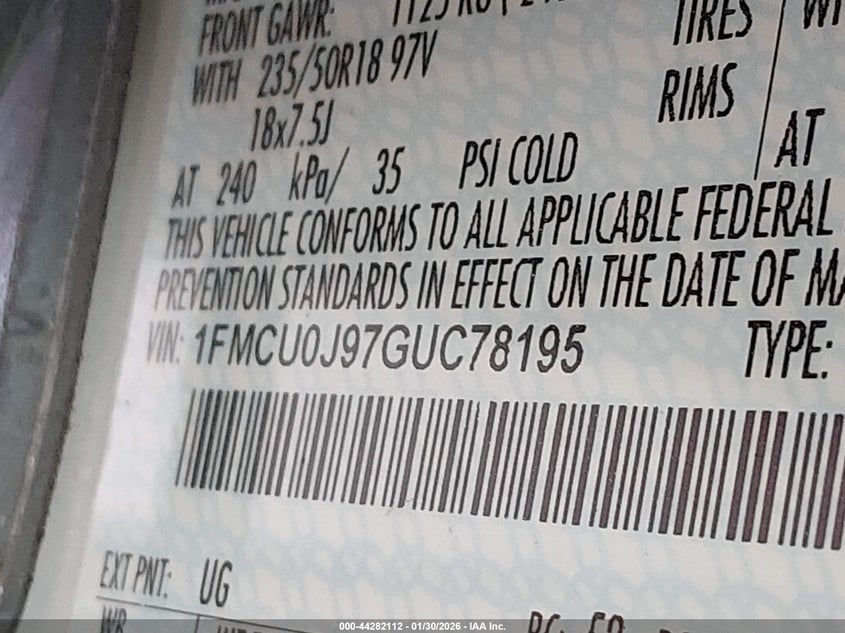 FRONT GAWR:
TIRES
WITH 235/50R18 97V
RIMS
18x7.5J
AT 240 kPa/ 35 PSI COLD
AT
THIS VEHICLE CONFORMS TO ALL APPLICABLE FEDERAL
PREVENTION STANDARDS IN EFFECT ON THE DATE OF
VIN: 1FMCU0J97GUC78195
TYPE:
EXT PNT: UG
000-44282112 - 01/30/2026 - IAA Inc.